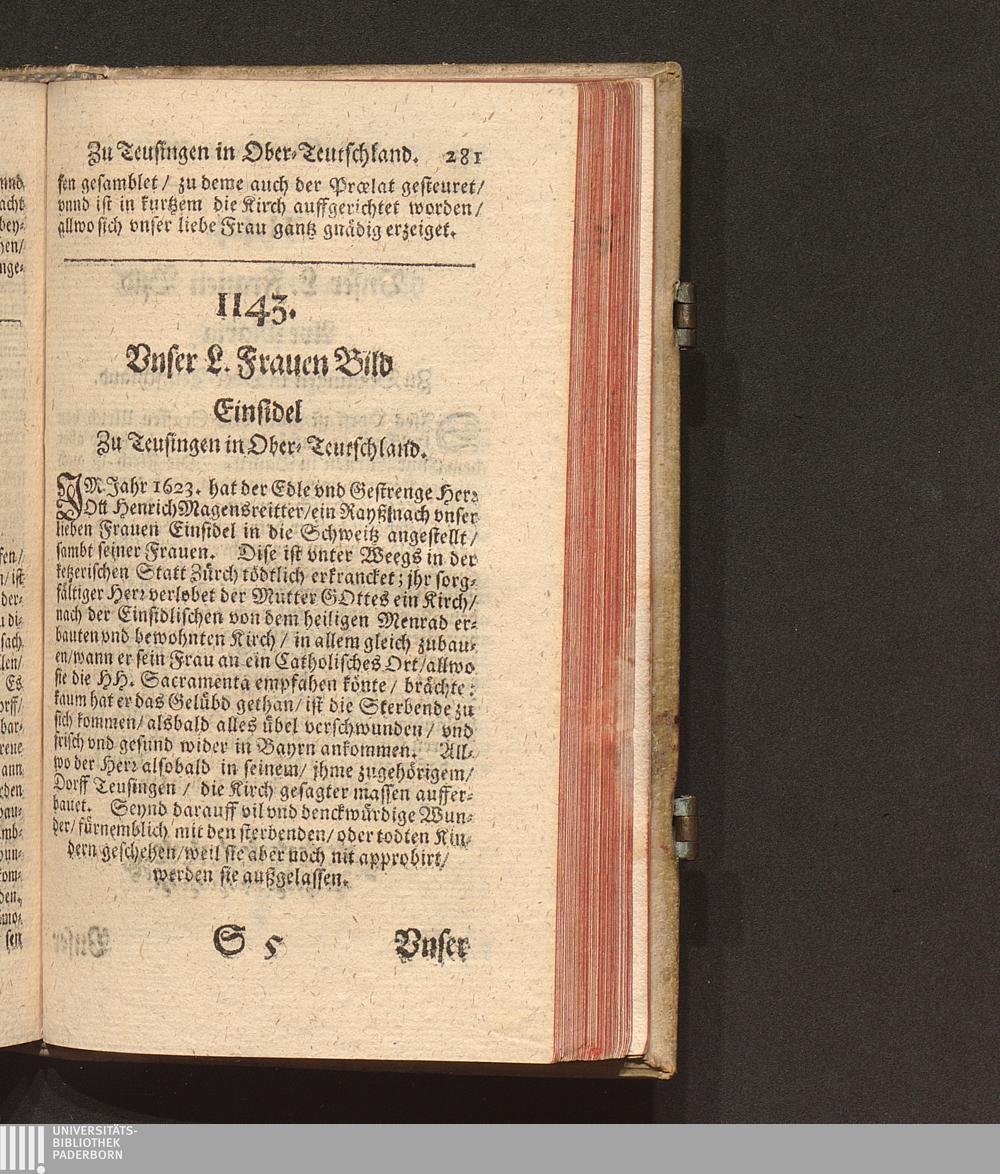 Zu Teusingen in Ober-Teutschland. 281
sen gesamblet / zu deme auch der Prælat gesteuret /
vnnd ist in kurtzem die Kirch auffgerichtet worden /
allwo sich vnser liebe Frau gantz gnädig erzeiget.
1143.
Vnser L. Frauen Bild
Einsidel
Zu Teusingen in Ober-Teutschland.
IM Jahr 1623. hat der Edle vnd Gestrenge Herr
Ott Henrich Magensreitter / ein Rayß nach vnser
lieben Frauen Einsidel in die Schweitz angestellt /
sambt seiner Frauen. Dise ist vnter Weegs in der
ketzerischen Statt Zürch tödtlich erkrancket; jhr sorg-
fältiger Herr verlobet der Mutter GOttes ein Kirch /
nach der Einsidlischen von dem heiligen Menrad er-
bauten vnd bewohnten Kirch / in allem gleich zubau-
en / wann er sein Frau an ein Catholisches Ort / allwo
sie die HH. Sacramenta empfahen könte / brächte:
kaum hat er das Gelübd gethan / ist die Sterbende zu
sich kommen / alsbald alles übel verschwunden / vnd
frisch vnd gesund wider in Bayrn ankommen. All-
wo der Herr alsobald in seinem / jhme zugehörigem /
Dorff Teusingen / die Kirch gesagter massen auffer-
bauet. Seynd darauff vil vnd denckwürdige Wun-
der / fürnemblich mit den sterbenden / oder todten Kin-
dern geschehen / weil sie aber noch nit approbirt /
werden sie außgelassen.
S 5 Vnser
UNIVERSITÄTS-
BIBLIOTHEK
PADERBORN